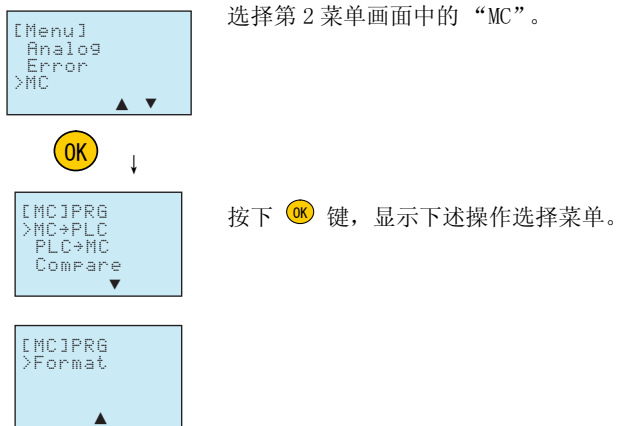 [Menu]
Analog
Error
>MC
▲ ▼
选择第 2 菜单画面中的 “MC”。
OK
↓
[MC]PRG
>MC→PLC
PLC→MC
Compare
▼
按下 OK 键，显示下述操作选择菜单。
[MC]PRG
>Format
▲